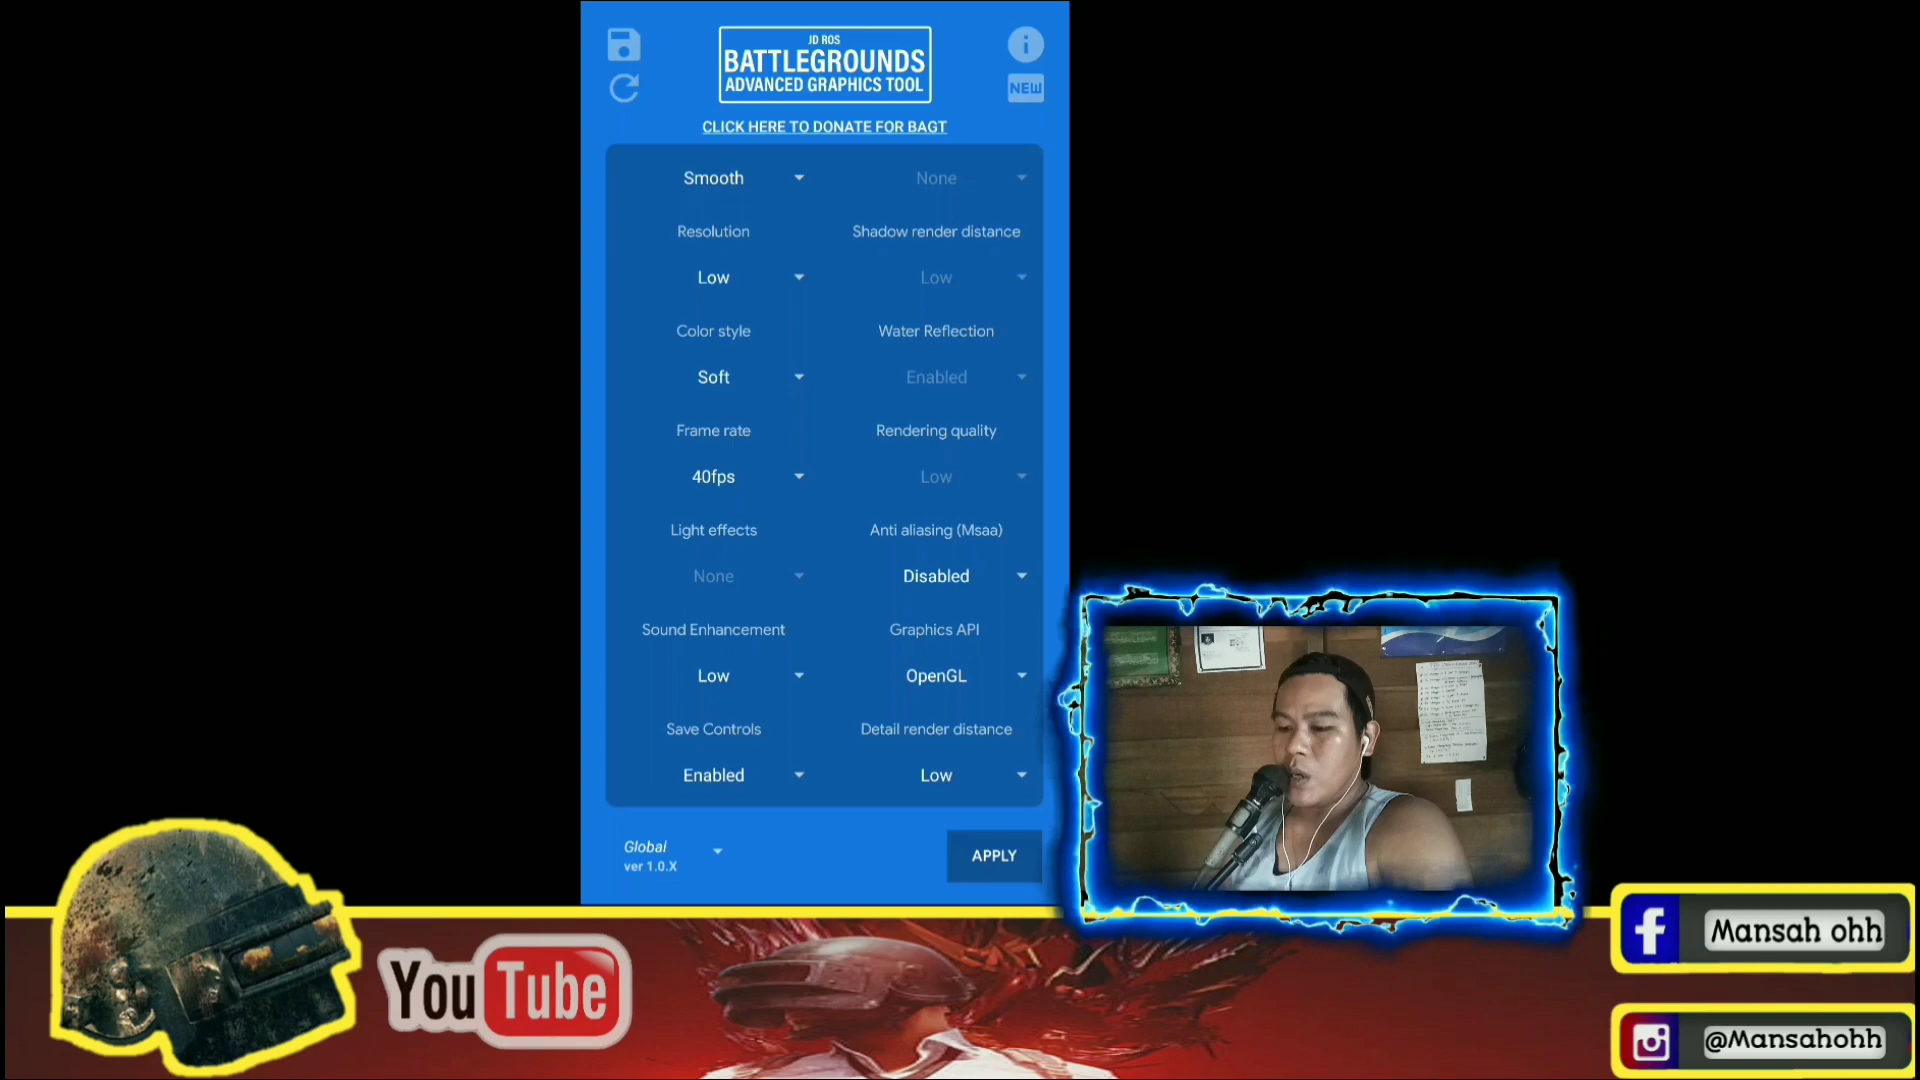 JD ROS
BATTLEGROUNDS
ADVANCED GRAPHICS TOOL
NEW
CLICK HERE TO DONATE FOR BAGT
Smooth
None
Resolution
Shadow render distance
Low
Low
Color style
Water Reflection
Soft
Enabled
Frame rate
Rendering quality
40fps
Low
Light effects
Anti aliasing (Msaa)
None
Disabled
Sound Enhancement
Graphics API
Low
OpenGL
Save Controls
Detail render distance
Enabled
Low
Global
ver 1.0.X
APPLY
YouTube
Mansah ohh
@Mansahohh